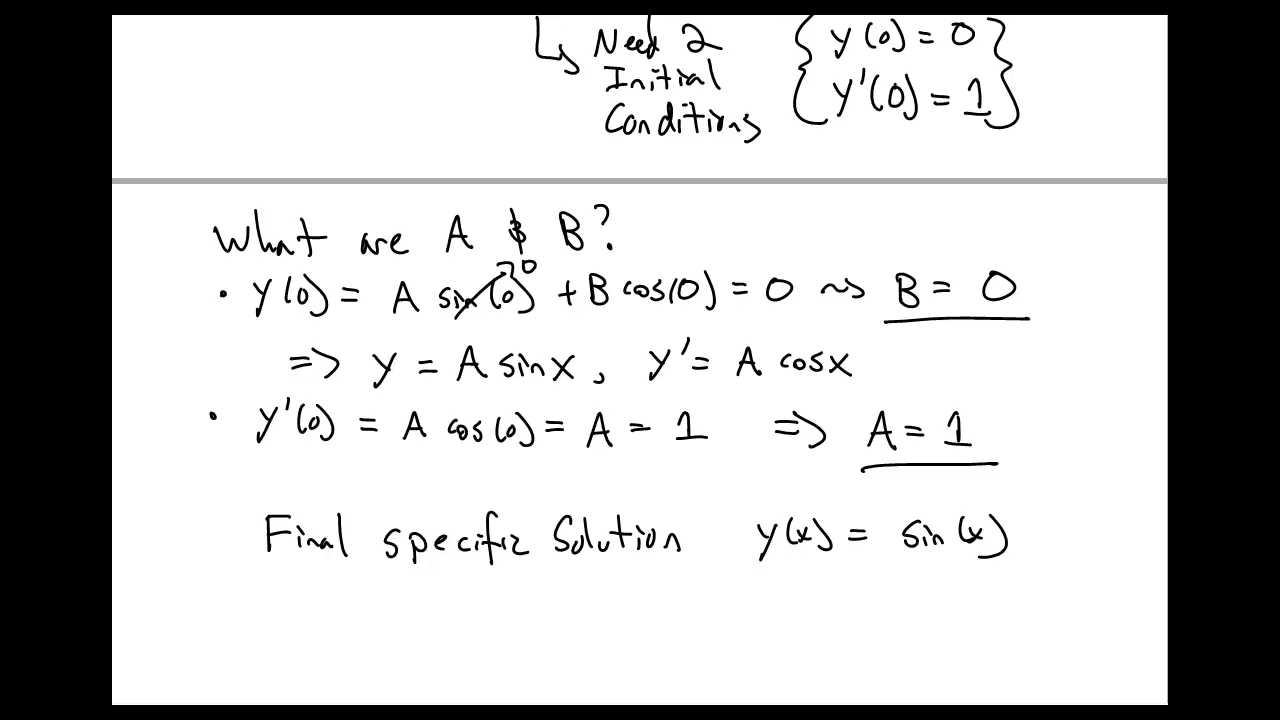 ↳ Need 2 { y(0) = 0
Initial y'(0) = 1 }
Conditions
What are A & B?
• y(0) = A sin(0)→0 + B cos(0) = 0 ⇝ B = 0
=> y = A sin x, y' = A cos x
• y'(0) = A cos(0) = A = 1 => A = 1
Final specific Solution y(x) = sin(x)